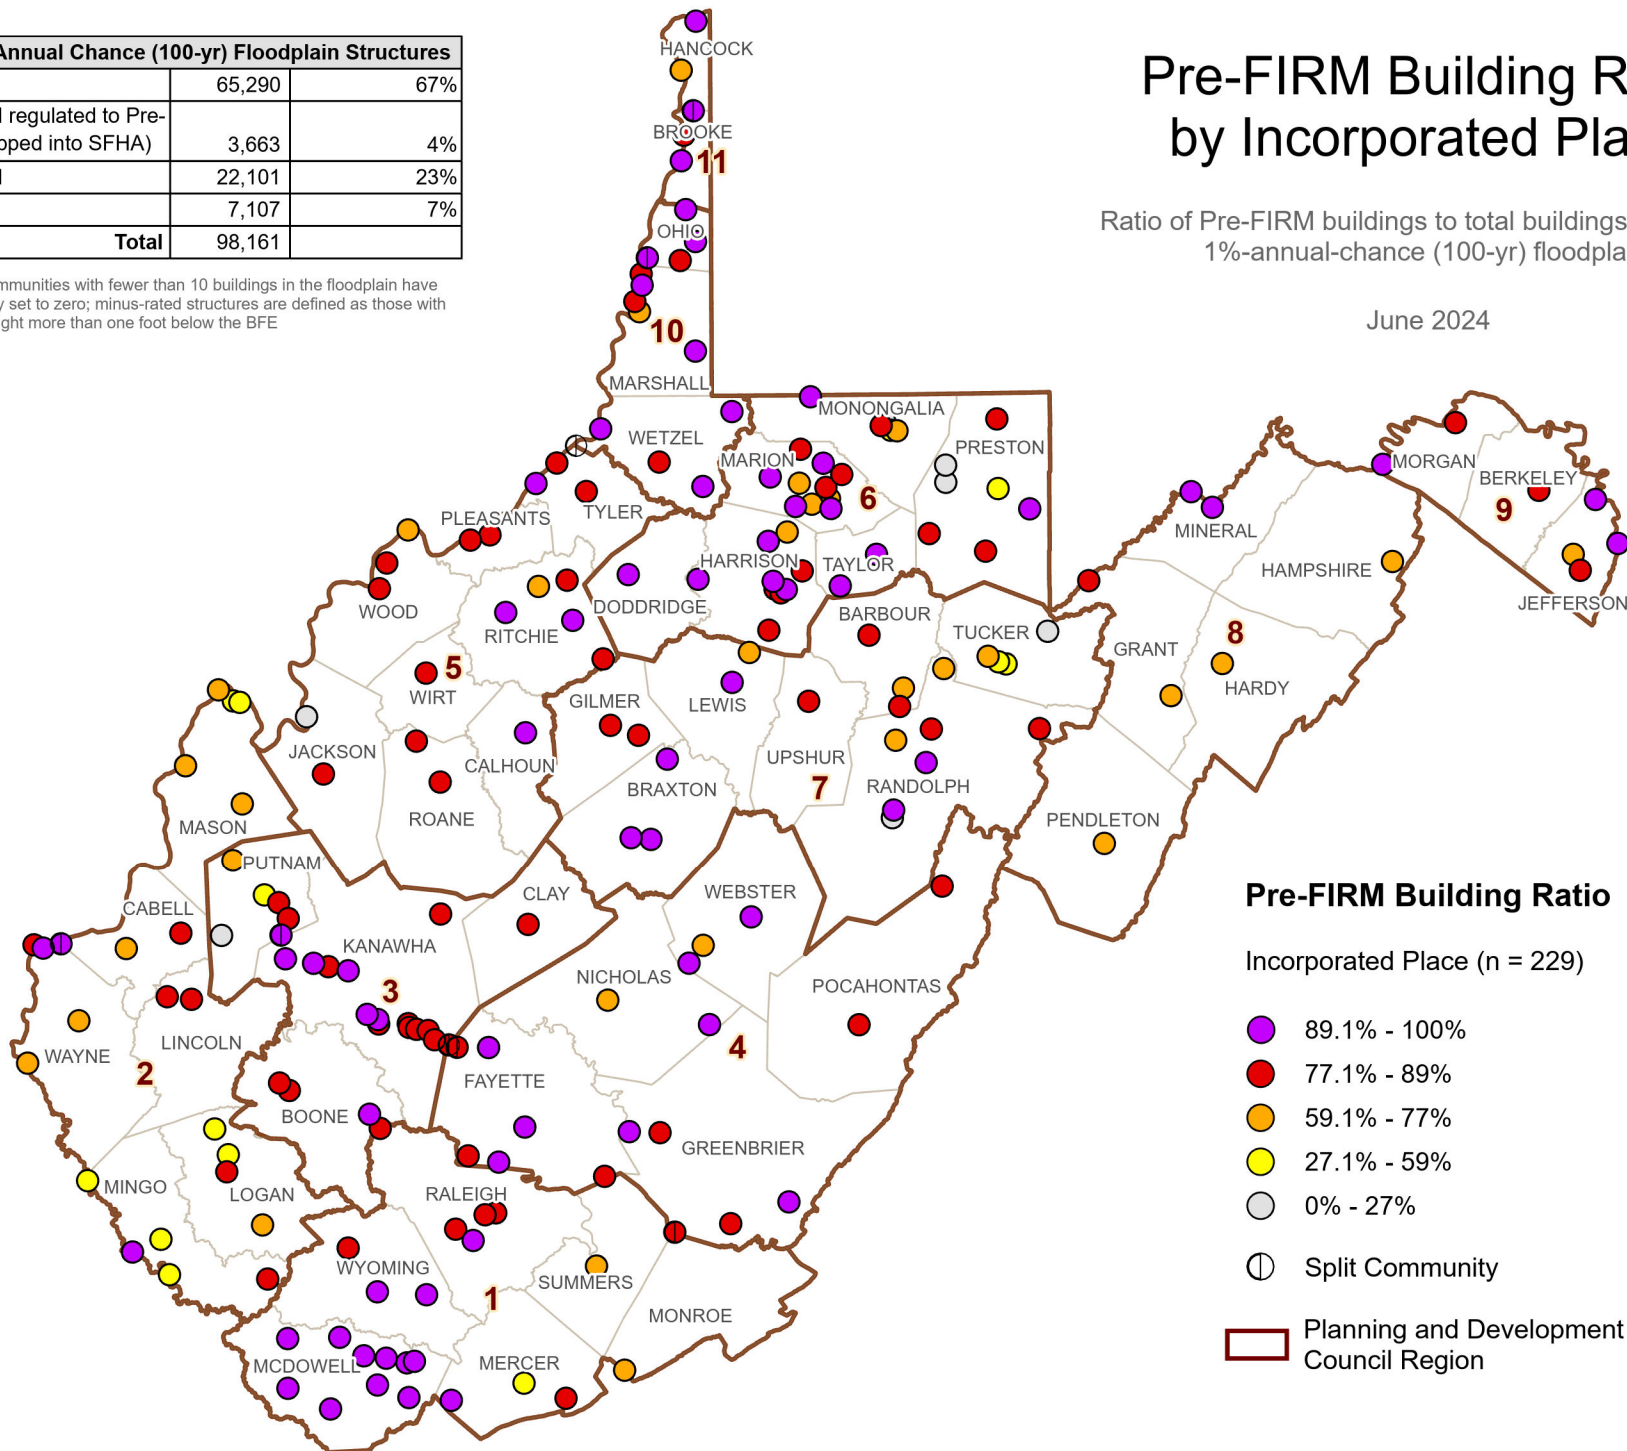 Annual Chance (100-yr) Floodplain Structures
65,290 67%
l regulated to Pre-
pped into SFHA) 3,663 4%
22,101 23%
7,107 7%
Total 98,161
mmunities with fewer than 10 buildings in the floodplain have
y set to zero; minus-rated structures are defined as those with
ght more than one foot below the BFE
Pre-FIRM Building R
by Incorporated Pla
Ratio of Pre-FIRM buildings to total buildings
1%-annual-chance (100-yr) floodpla
June 2024
HANCOCK
BROOKE
11
OHIO
10
MARSHALL
MONONGALIA
WETZEL
PRESTON
MARION
MORGAN
BERKELEY
6
9
TYLER
PLEASANTS
MINERAL
HARRISON
TAYLOR
HAMPSHIRE
WOOD
DODDRIDGE
BARBOUR
JEFFERSON
RITCHIE
TUCKER
8
GRANT
5
WIRT
HARDY
GILMER
LEWIS
JACKSON
UPSHUR
CALHOUN
7
RANDOLPH
BRAXTON
ROANE
MASON
PENDLETON
PUTNAM
CLAY
WEBSTER
CABELL
KANAWHA
NICHOLAS
POCAHONTAS
3
LINCOLN
WAYNE
2
4
FAYETTE
BOONE
GREENBRIER
MINGO
LOGAN
RALEIGH
WYOMING
SUMMERS
1
MONROE
MCDOWELL
MERCER
Pre-FIRM Building Ratio
Incorporated Place (n = 229)
89.1% - 100%
77.1% - 89%
59.1% - 77%
27.1% - 59%
0% - 27%
Split Community
Planning and Development
Council Region